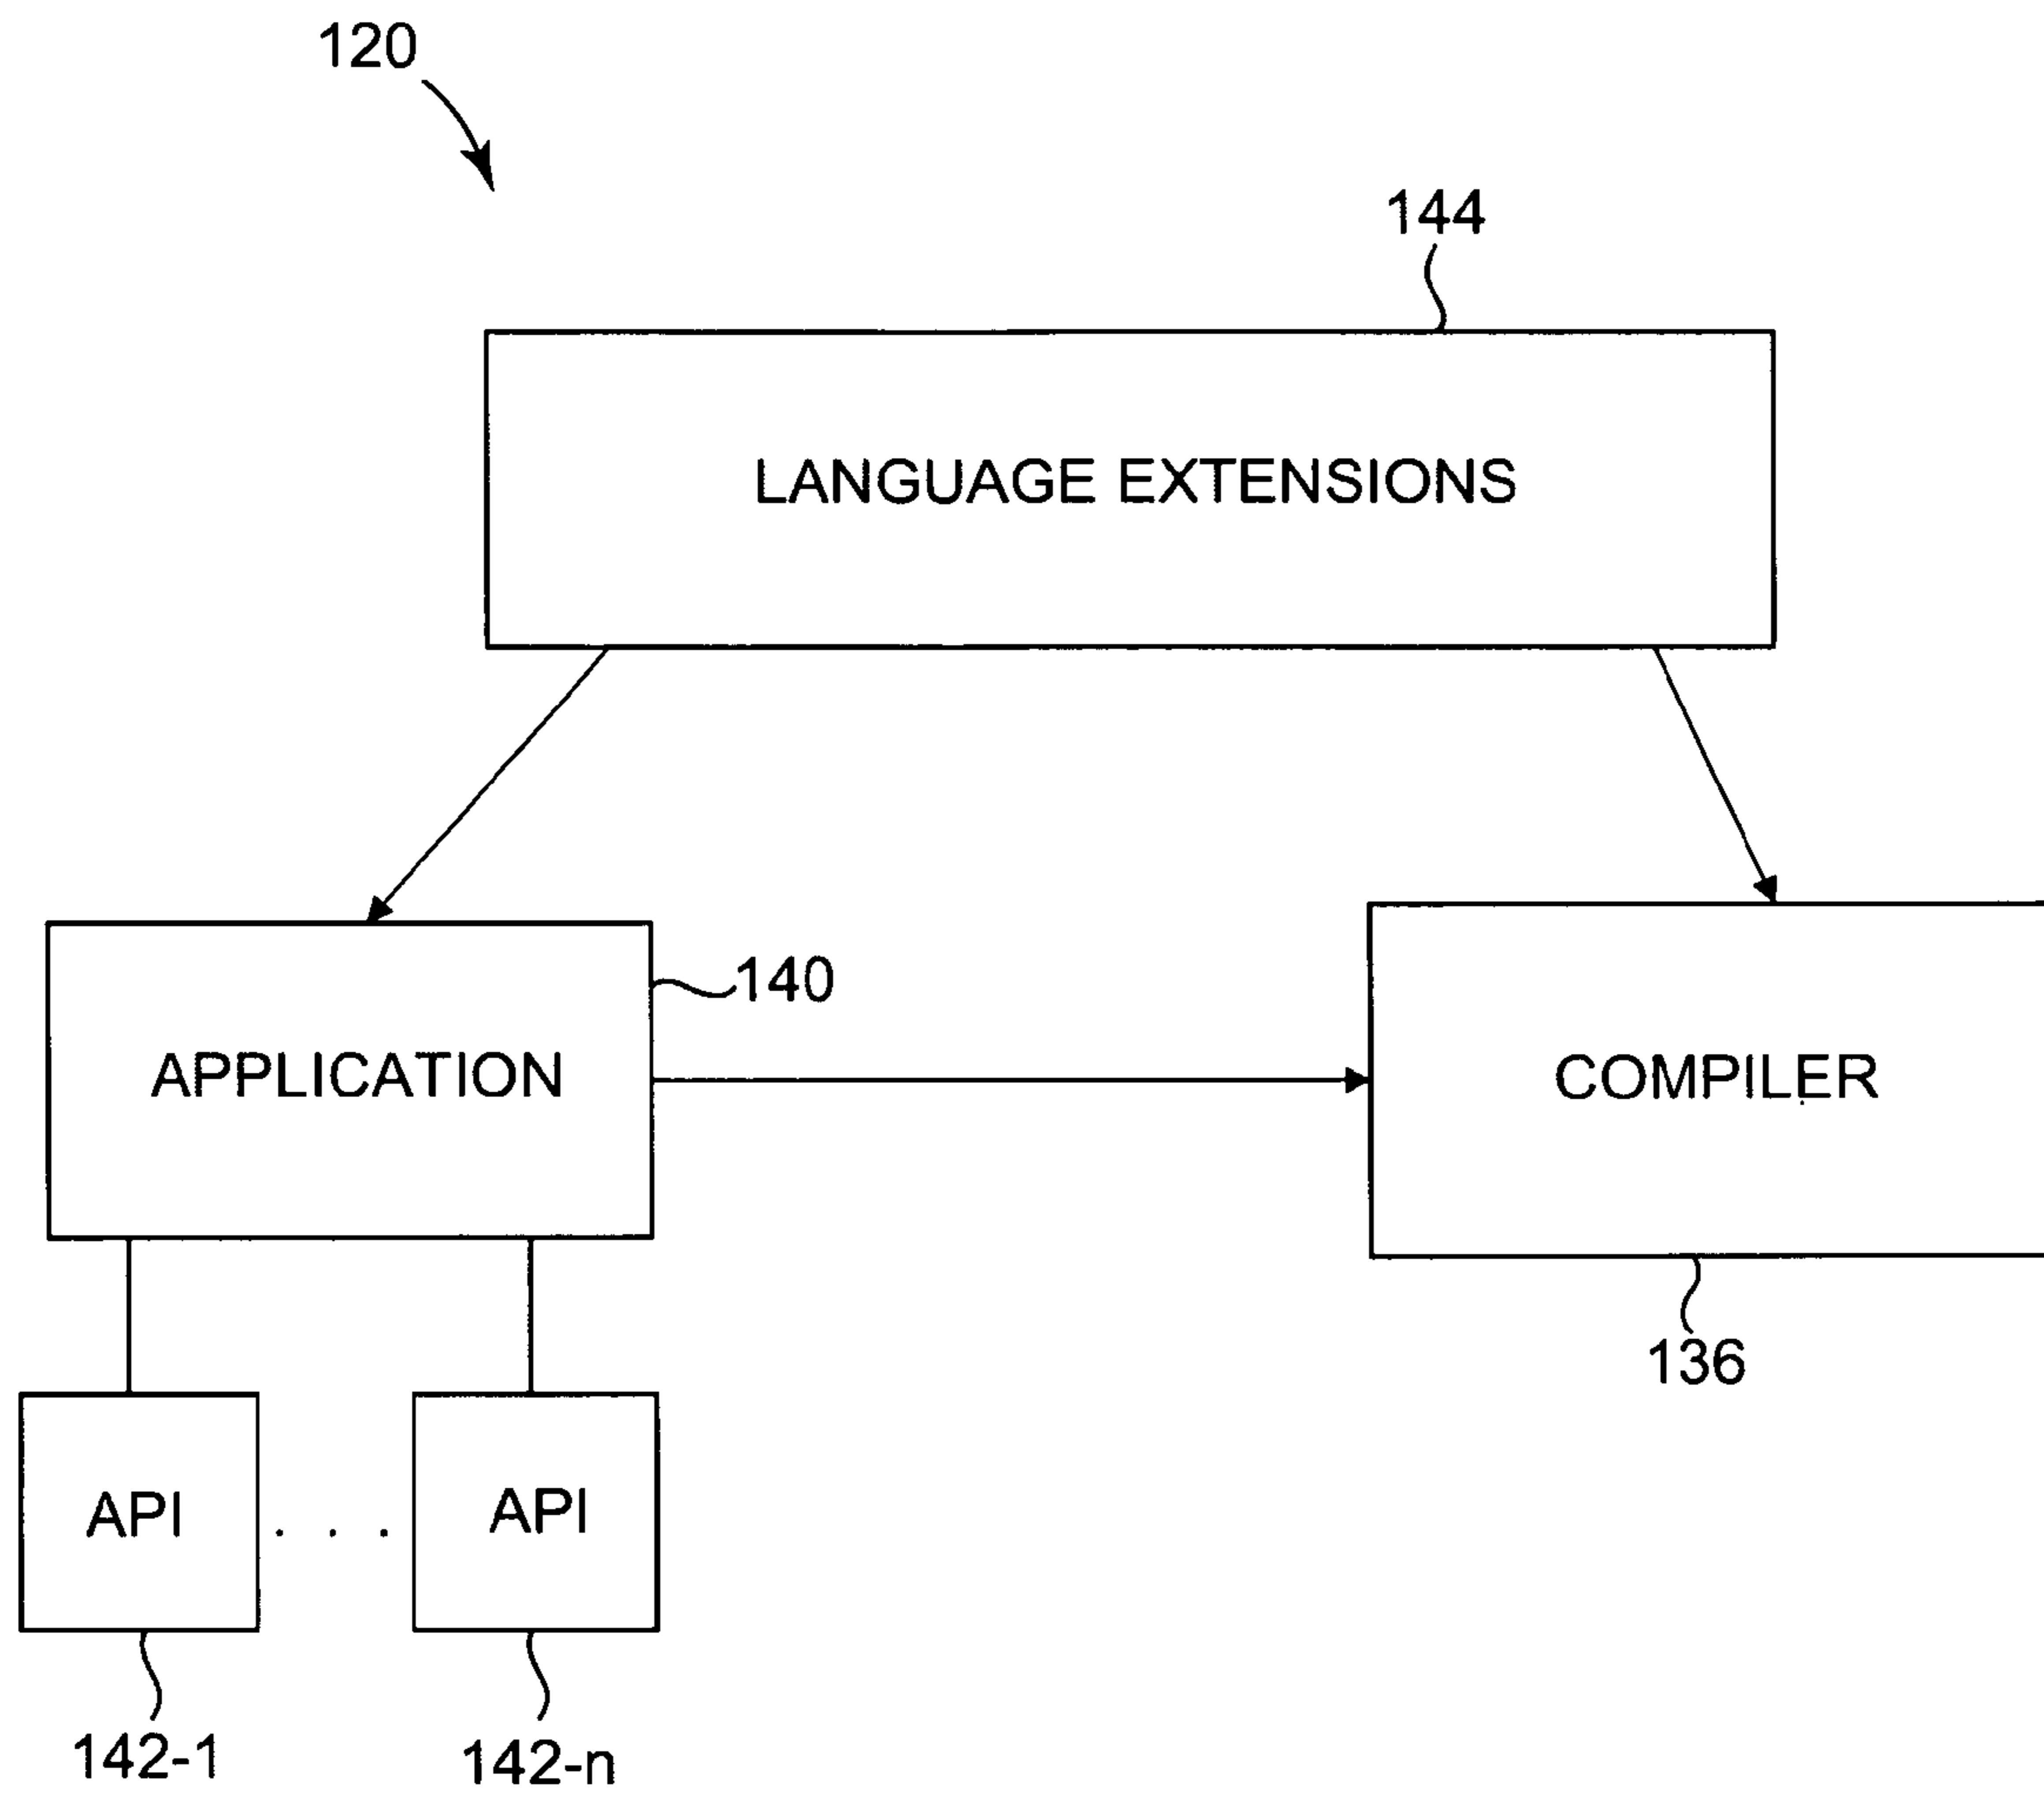 120
144
LANGUAGE EXTENSIONS
140
APPLICATION
COMPILER
136
API
. . .
API
142-1
142-n